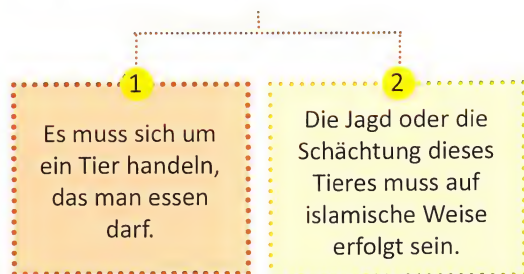 1
Es muss sich um
ein Tier handeln,
das man essen
darf.
2
Die Jagd oder die
Schächtung dieses
Tieres muss auf
islamische Weise
erfolgt sein.